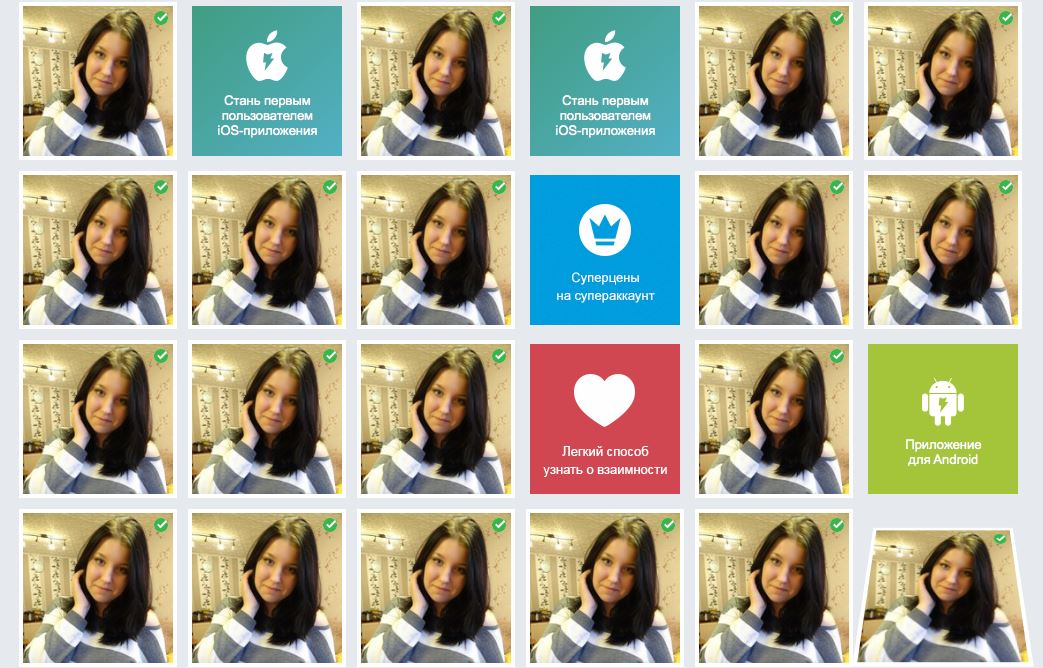 Стань первым
пользователем
iOS-приложения
Стань первым
пользователем
iOS-приложения
Суперцены
на супераккаунт
Легкий способ
узнать о взаимности
Приложение
для Android